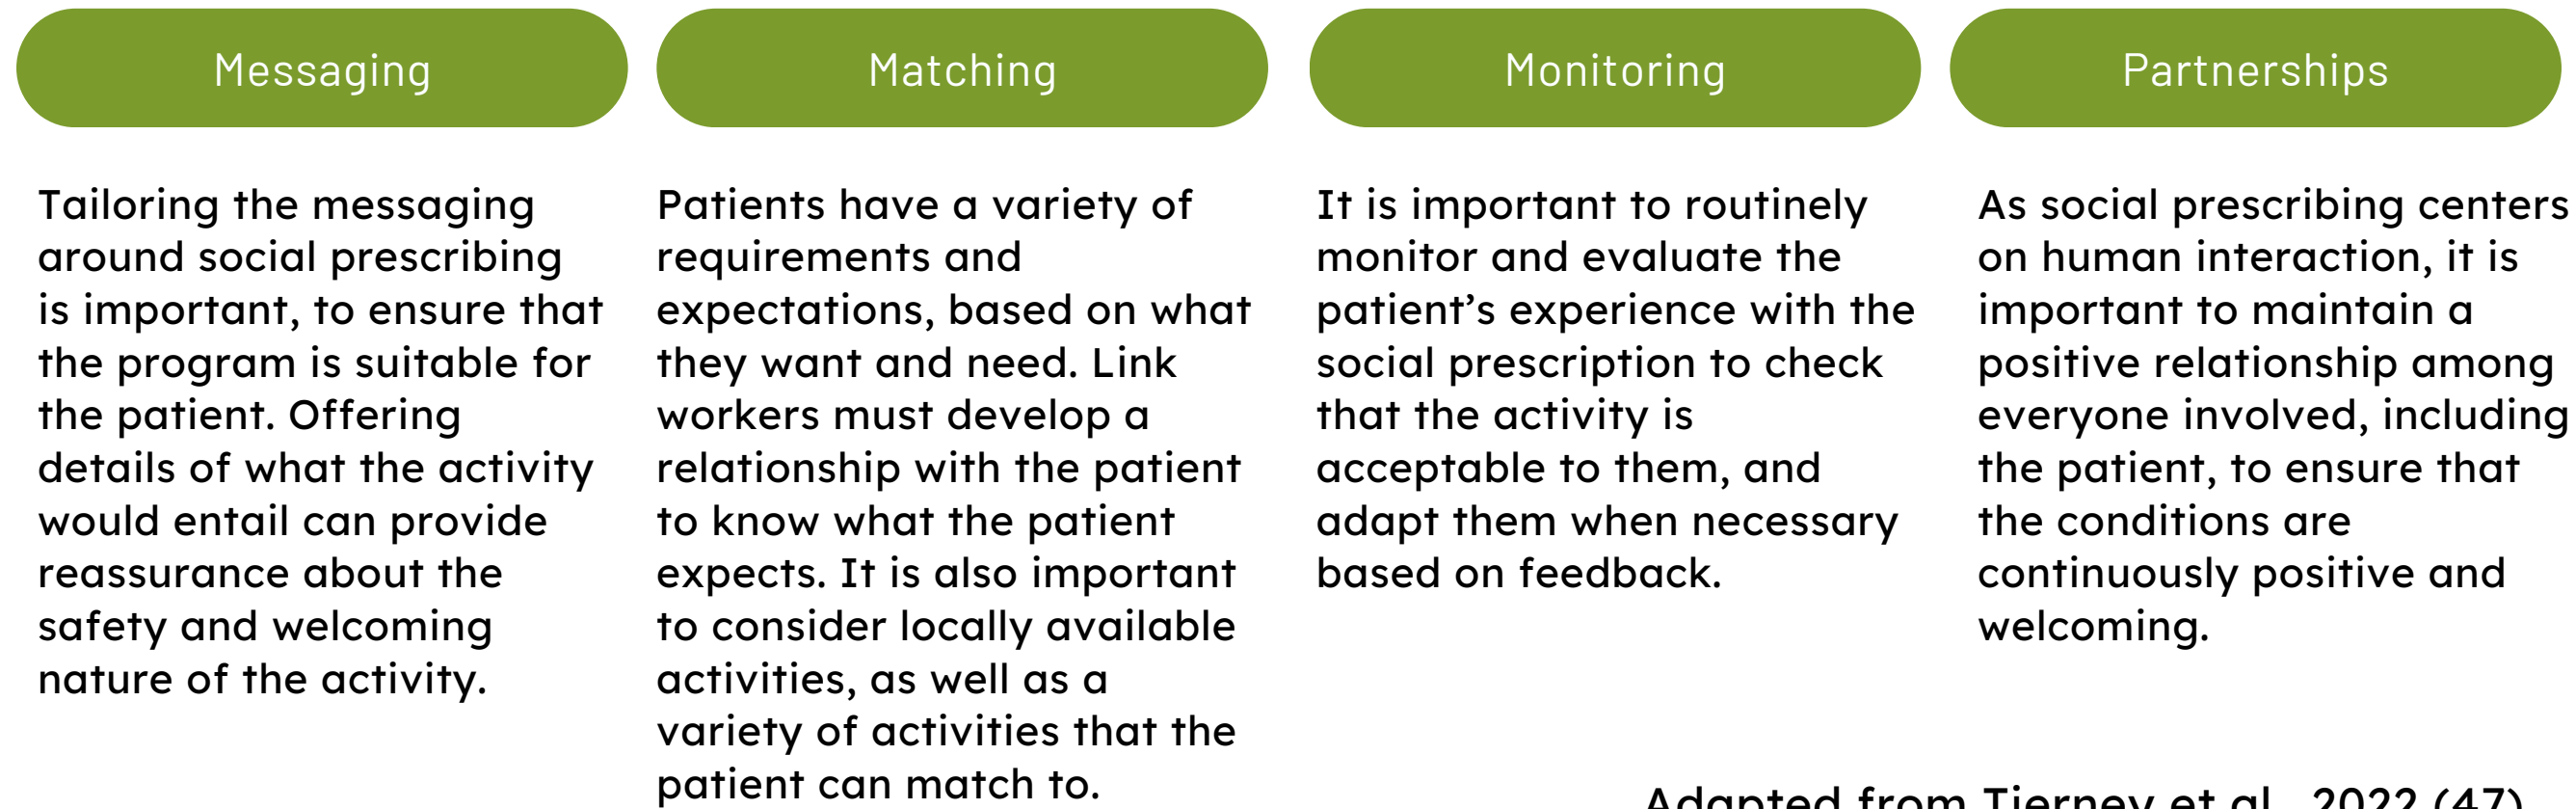 Messaging
Tailoring the messaging
around social prescribing
is important, to ensure that
the program is suitable for
the patient. Offering
details of what the activity
would entail can provide
reassurance about the
safety and welcoming
nature of the activity.
Matching
Patients have a variety of
requirements and
expectations, based on what
they want and need. Link
workers must develop a
relationship with the patient
to know what the patient
expects. It is also important
to consider locally available
activities, as well as a
variety of activities that the
patient can match to.
Monitoring
It is important to routinely
monitor and evaluate the
patient’s experience with the
social prescription to check
that the activity is
acceptable to them, and
adapt them when necessary
based on feedback.
Partnerships
As social prescribing centers
on human interaction, it is
important to maintain a
positive relationship among
everyone involved, including
the patient, to ensure that
the conditions are
continuously positive and
welcoming.
Adapted from Tierney et al., 2022 (47)